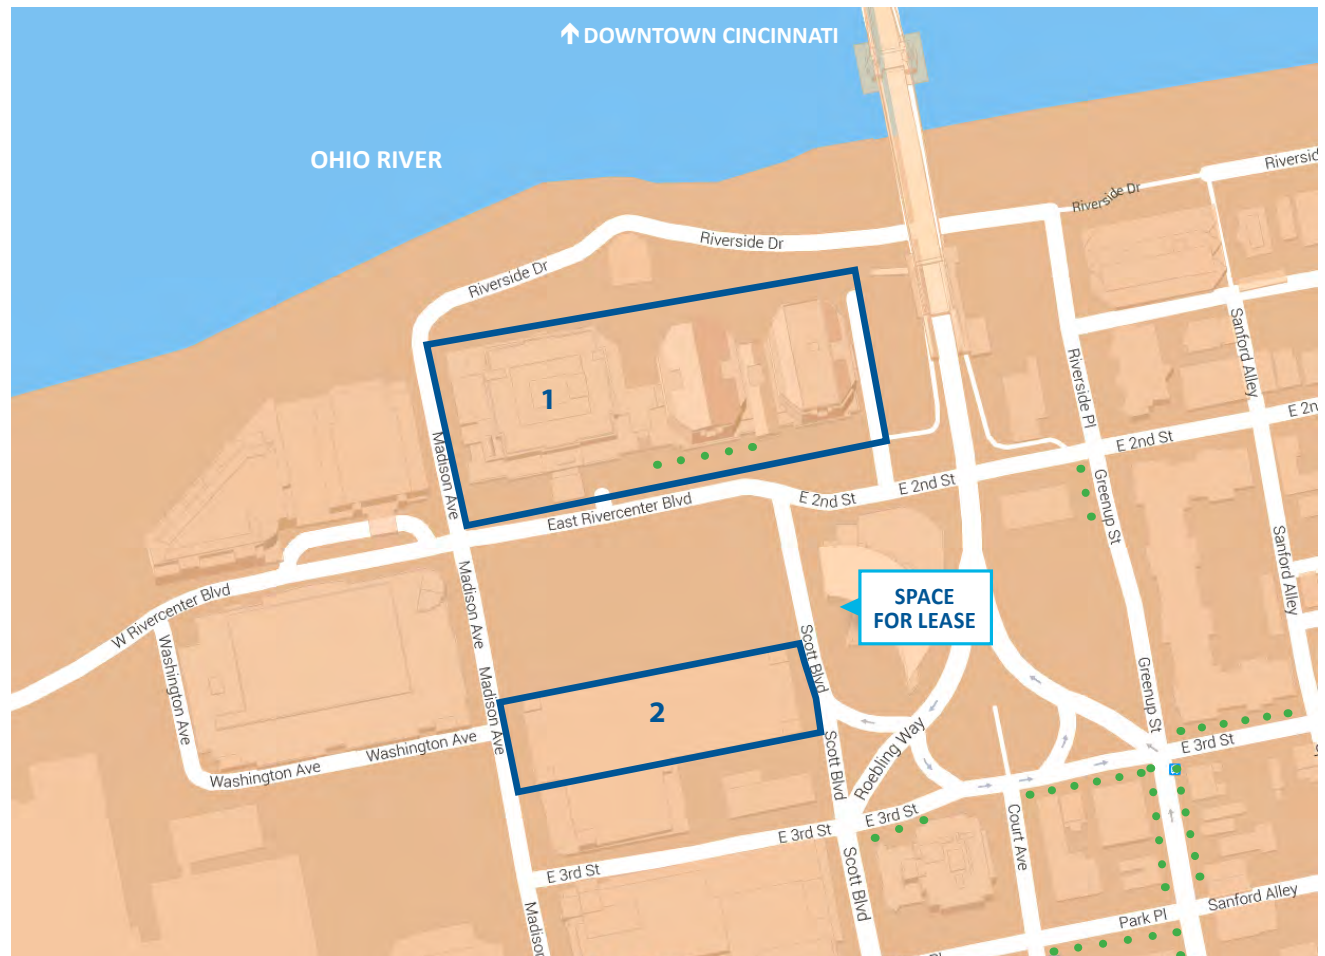 DOWNTOWN CINCINNATI
OHIO RIVER
Riverside Dr
Riverside Dr
Riverside Dr
Riversid
Sanford Alley
Riverside Pl
1
Madison Ave
E 2nd St
E 2n
East Rivercenter Blvd
E 2nd St
E 2nd St
Greenup St
Sanford Alley
W Rivercenter Blvd
Madison Ave
SPACE
FOR LEASE
Washington Ave
Madison Ave
Scott Blvd
Greenup St
2
Washington Ave
Washington Ave
Scott Blvd
Roebling Way
E 3rd St
E 3rd St
E 3rd St
E 3rd St
Court Ave
Scott Blvd
Madison
Park Pl
Sanford Alley